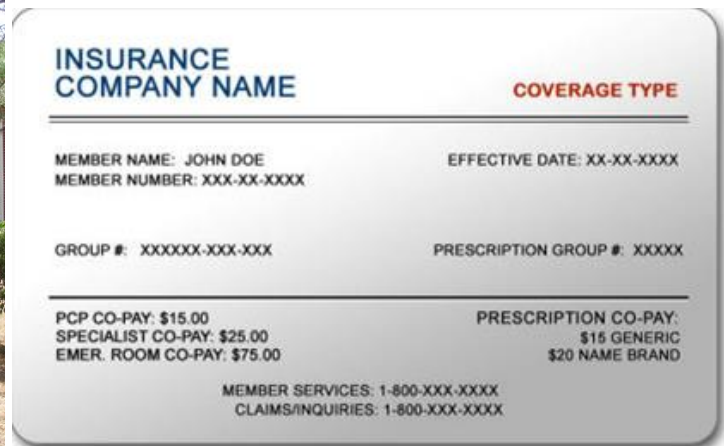 INSURANCE
COMPANY NAME
COVERAGE TYPE
MEMBER NAME: JOHN DOE
EFFECTIVE DATE: XX-XX-XXXX
MEMBER NUMBER: XXX-XX-XXXX
GROUP #: XXXXXX-XXX-XXX
PRESCRIPTION GROUP #: XXXXX
PCP CO-PAY: $15.00
SPECIALIST CO-PAY: $25.00
EMER. ROOM CO-PAY: $75.00
PRESCRIPTION CO-PAY:
$15 GENERIC
$20 NAME BRAND
MEMBER SERVICES: 1-800-XXX-XXXX
CLAIMS/INQUIRIES: 1-800-XXX-XXXX